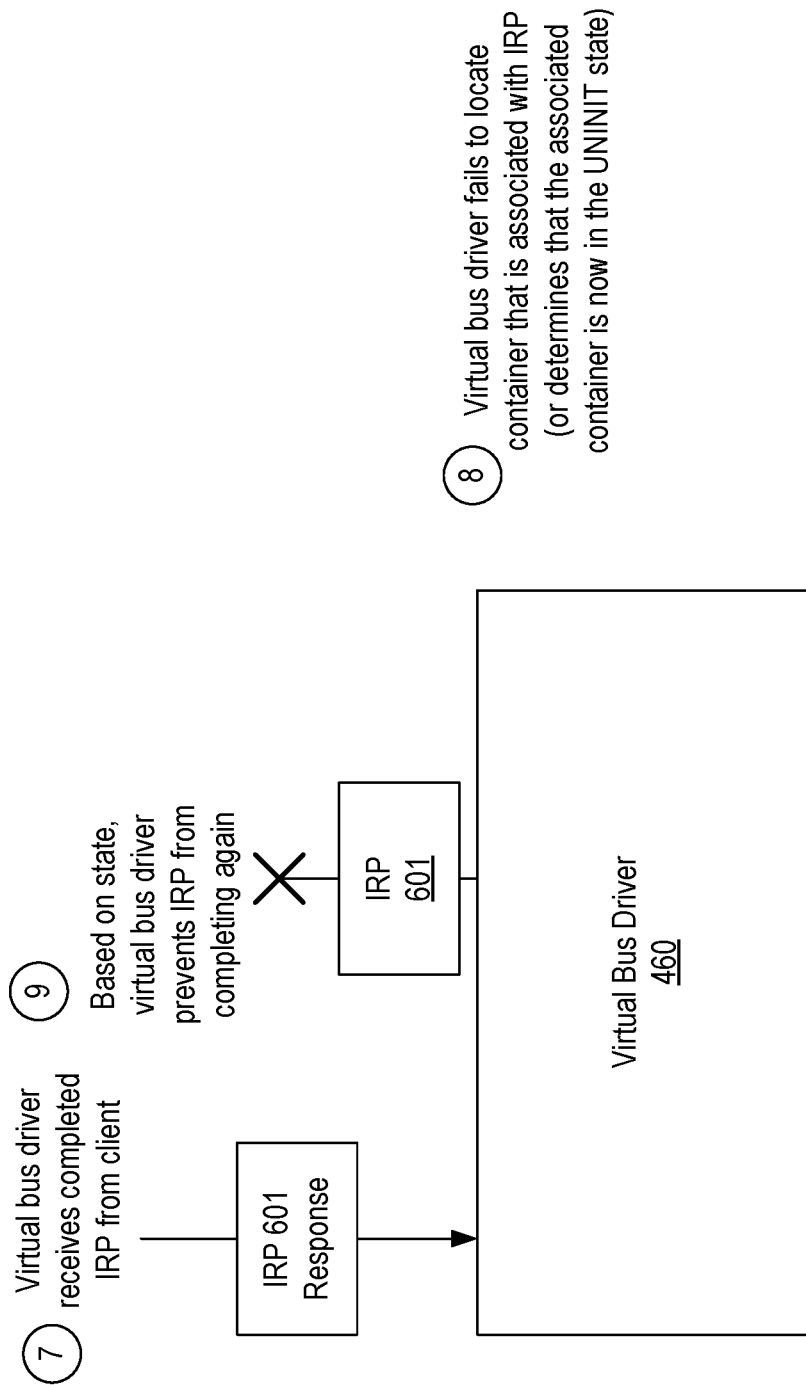 7
Virtual bus driver
receives completed
IRP from client
IRP 601
Response
9
Based on state,
virtual bus driver
prevents IRP from
completing again
IRP
601
8
Virtual bus driver fails to locate
container that is associated with IRP
(or determines that the associated
container is now in the UNINIT state)
Virtual Bus Driver
460